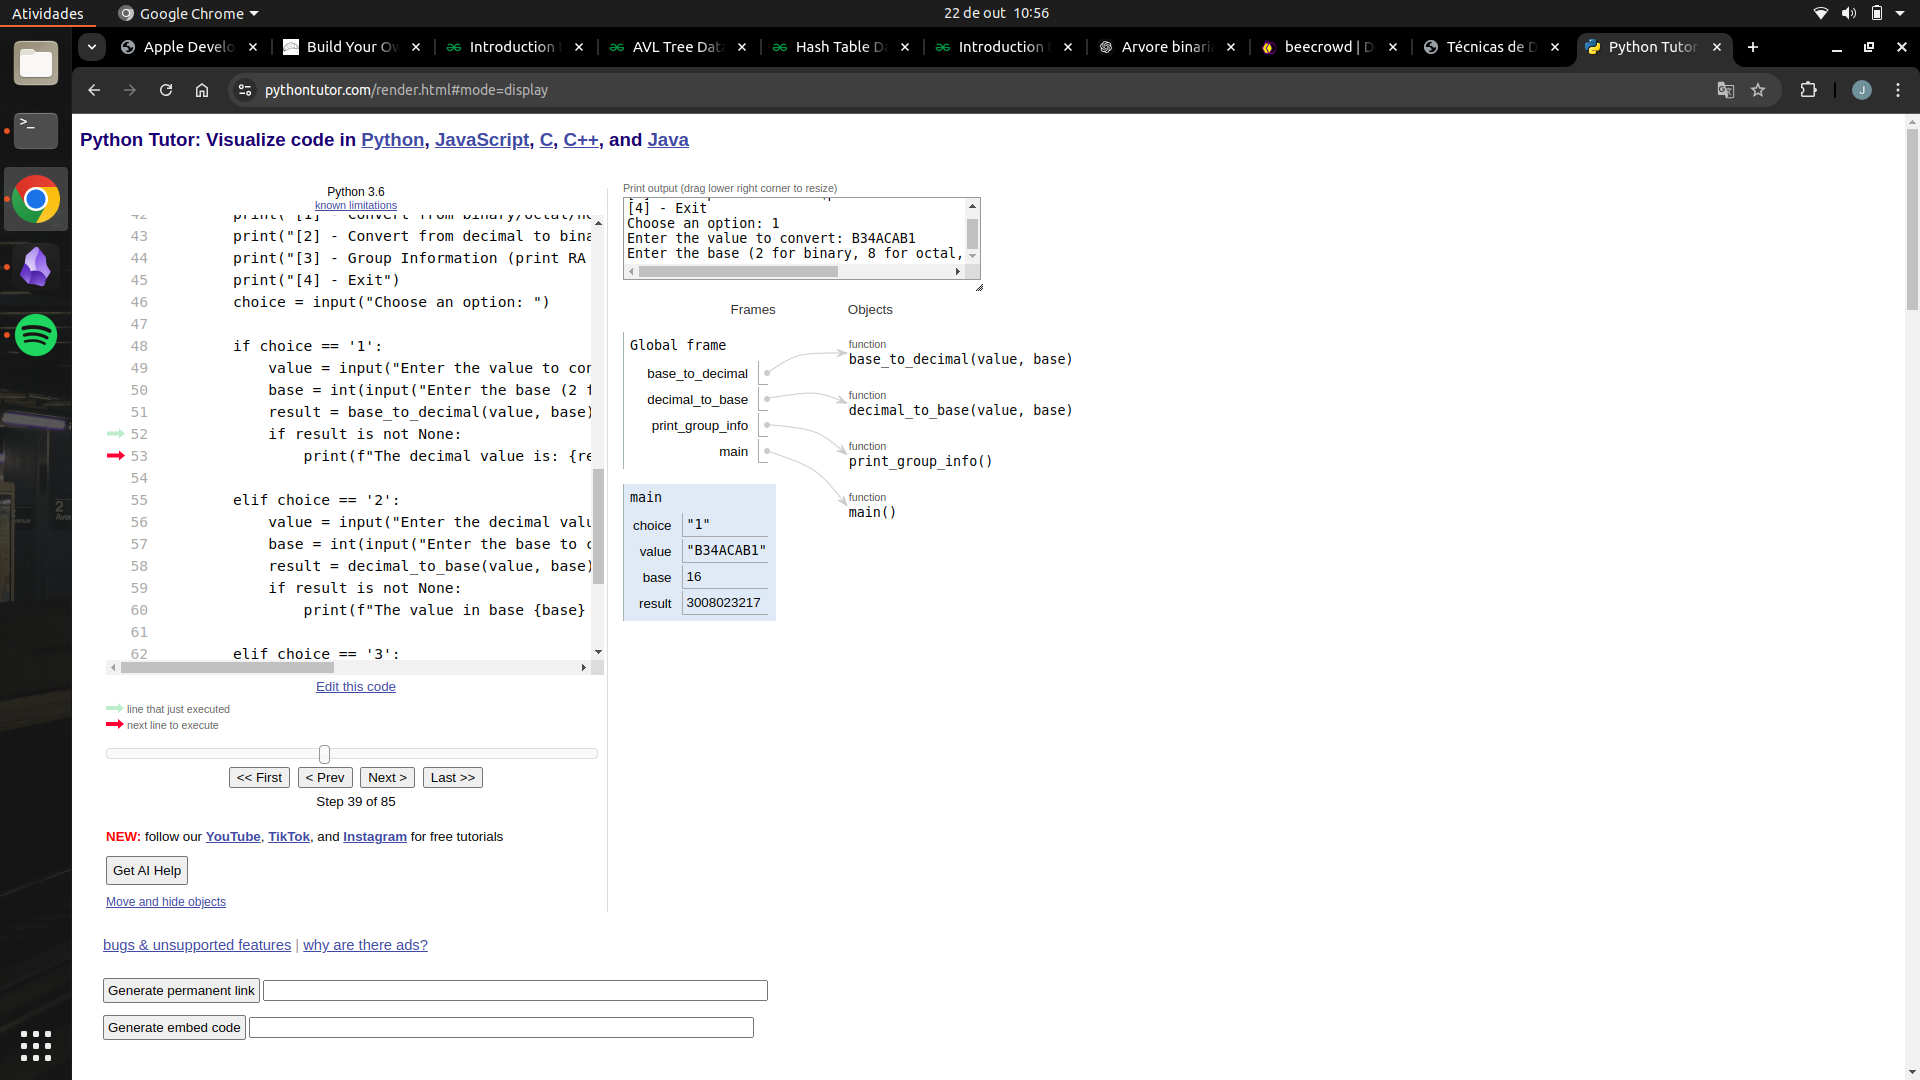 Atividades
Google Chrome
22 de out 10:56
Apple Develo
Build Your Ow
Introduction
AVL Tree Dat
Hash Table D
Introduction
Arvore binari
beecrowd | D
Técnicas de D
Python Tutor
pythontutor.com/render.html#mode=display
J
Python Tutor: Visualize code in Python, JavaScript, C, C++, and Java
Python 3.6
known limitations
42 print("[1] - Convert from binary/octal/he
43 print("[2] - Convert from decimal to bina
44 print("[3] - Group Information (print RA
45 print("[4] - Exit")
46 choice = input("Choose an option: ")
47
48 if choice == '1':
49 value = input("Enter the value to con
50 base = int(input("Enter the base (2 f
51 result = base_to_decimal(value, base)
52 if result is not None:
53 print(f"The decimal value is: {re
54
55 elif choice == '2':
56 value = input("Enter the decimal valu
57 base = int(input("Enter the base to c
58 result = decimal_to_base(value, base)
59 if result is not None:
60 print(f"The value in base {base}
61
62 elif choice == '3':
Edit this code
line that just executed
next line to execute
<< First
< Prev
Next >
Last >>
Step 39 of 85
NEW: follow our YouTube, TikTok, and Instagram for free tutorials
Get AI Help
Move and hide objects
Print output (drag lower right corner to resize)
[4] - Exit
Choose an option: 1
Enter the value to convert: B34ACAB1
Enter the base (2 for binary, 8 for octal,
Frames
Objects
Global frame
base_to_decimal
decimal_to_base
print_group_info
main
function
base_to_decimal(value, base)
function
decimal_to_base(value, base)
function
print_group_info()
function
main()
main
choice "1"
value "B34ACAB1"
base 16
result 3008023217
bugs & unsupported features | why are there ads?
Generate permanent link
Generate embed code